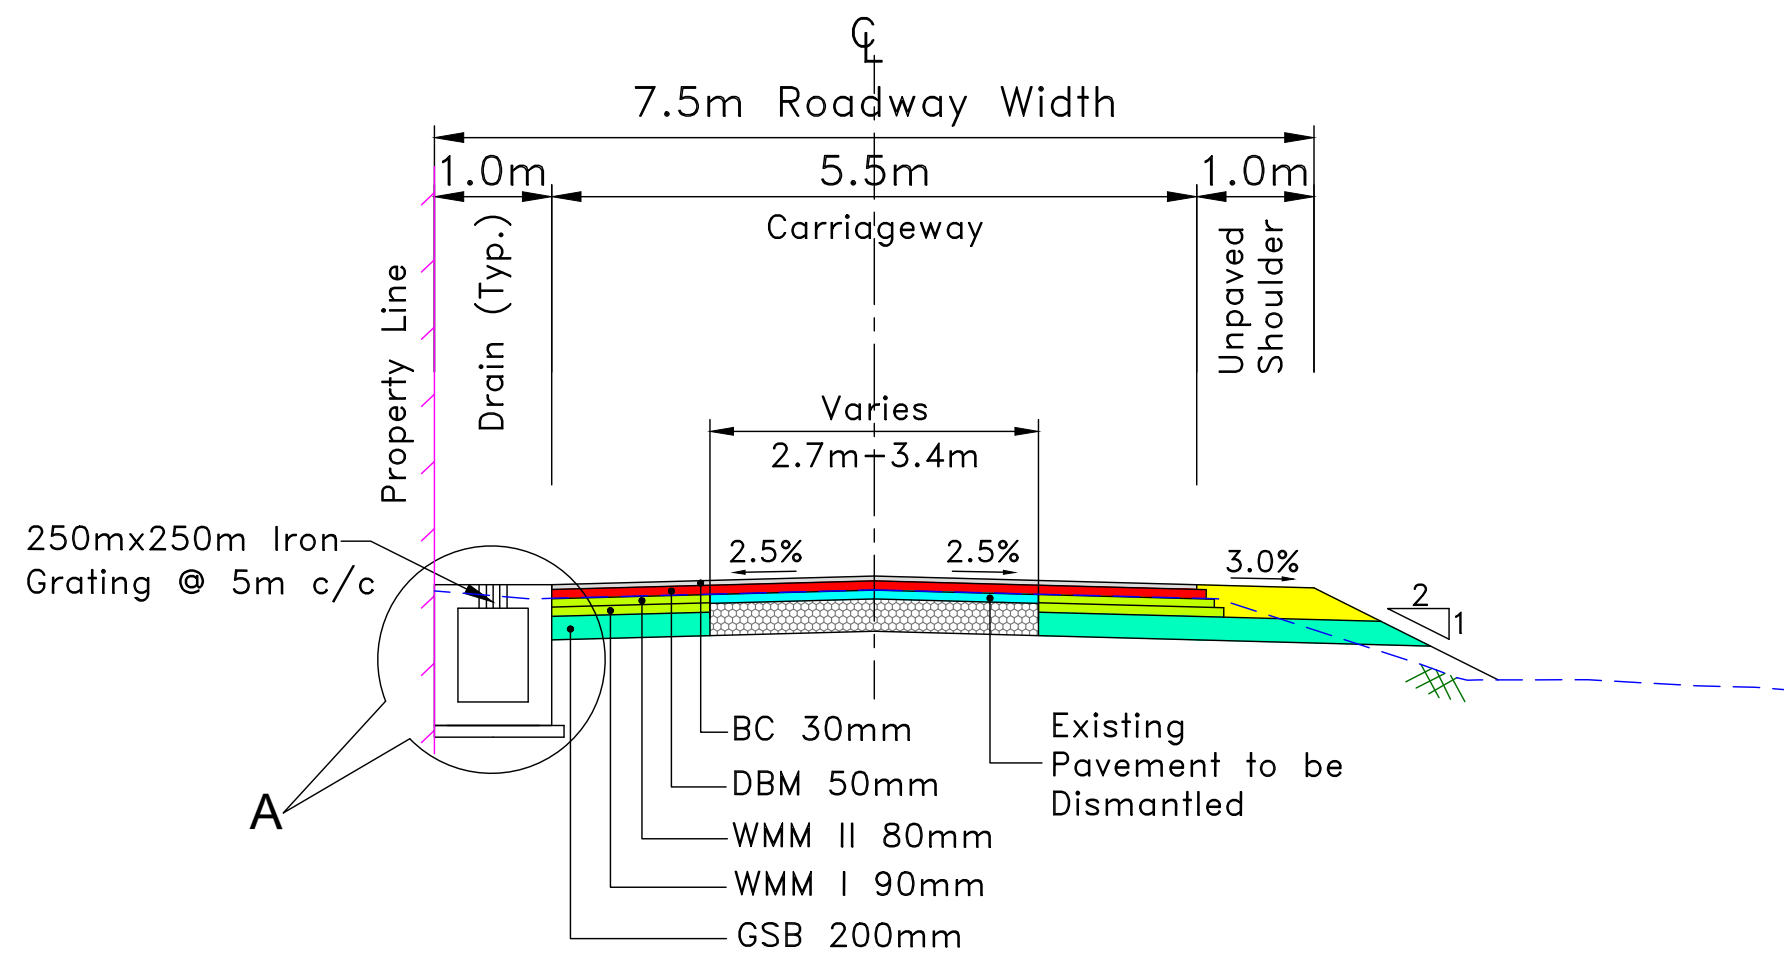 ℄
7.5m Roadway Width
1.0m
5.5m
1.0m
Carriageway
Property Line
Drain (Typ.)
Unpaved
Shoulder
Varies
2.7m-3.4m
250mx250m Iron
Grating @ 5m c/c
2.5%
2.5%
3.0%
2
1
BC 30mm
DBM 50mm
WMM II 80mm
WMM I 90mm
GSB 200mm
Existing
Pavement to be
Dismantled
A